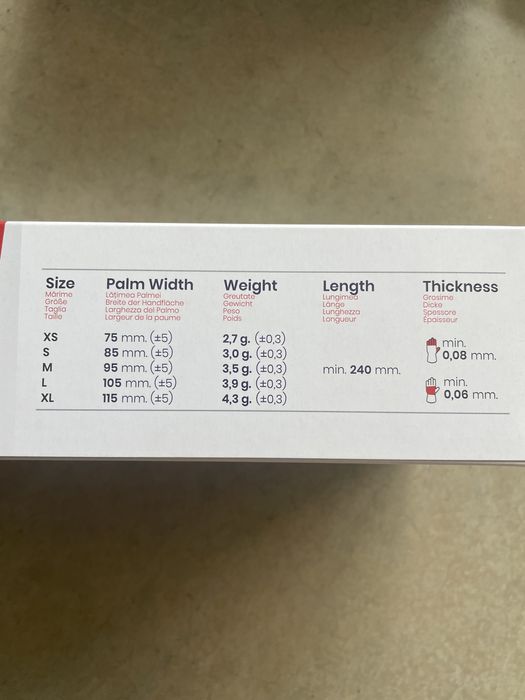 Size Palm Width Weight Length Thickness
Mărime Lățimea Palmei Greutate Lungimea Grosime
Größe Breite der Handfläche Gewicht Länge Dicke
Taglia Larghezza del Palmo Peso Lunghezza Spessore
Taille Largeur de la paume Poids Longueur Épaisseur
XS 75 mm. (±5) 2,7 g. (±0,3)
S 85 mm. (±5) 3,0 g. (±0,3)
M 95 mm. (±5) 3,5 g. (±0,3)
L 105 mm. (±5) 3,9 g. (±0,3)
XL 115 mm. (±5) 4,3 g. (±0,3)
min. 240 mm.
min.
0,08 mm.
min.
0,06 mm.